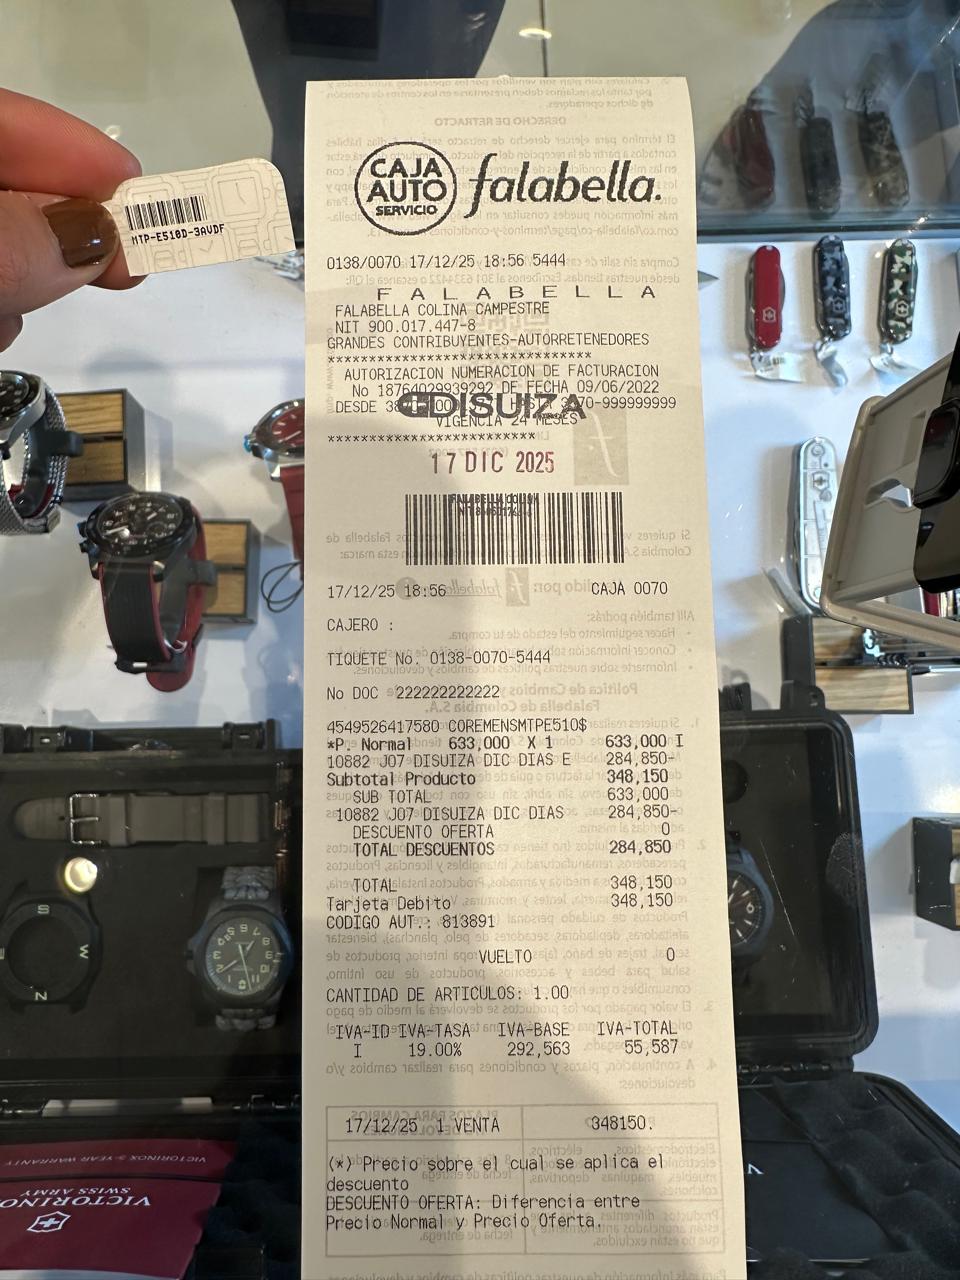 MTP-E510D-3AVDF
CAJA
AUTO
SERVICIO
falabella.
0138/0070 17/12/25 18:56 5444
F A L A B E L L A
FALABELLA COLINA CAMPESTRE
NIT 900.017.447-8
GRANDES CONTRIBUYENTES-AUTORRETENEDORES
********************************
AUTORIZACION NUMERACION DE FACTURACION
No 18764029939292 DE FECHA 09/06/2022
DESDE 70-999999999
DISUIZA
VIGENCIA 24 MESES
*************************
17 DIC 2025
17/12/25 18:56 CAJA 0070
CAJERO :
TIQUETE No. 0138-0070-5444
No DOC 222222222222
4549526417580 COREMENSMTPE510$
*P. Normal 633,000 X 1 633,000 I
10882 J07 DISUIZA DIC DIAS E 284,850-
Subtotal Producto 348,150
SUB TOTAL 633,000
10882 J07 DISUIZA DIC DIAS 284,850-
DESCUENTO OFERTA 0
TOTAL DESCUENTOS 284,850
TOTAL 348,150
Tarjeta Debito 348,150
CODIGO AUT.: 813891
VUELTO 0
CANTIDAD DE ARTICULOS: 1.00
IVA-ID IVA-TASA IVA-BASE IVA-TOTAL
I 19.00% 292,563 55,587
17/12/25 1 VENTA 348150.
(*) Precio sobre el cual se aplica el
descuento
DESCUENTO OFERTA: Diferencia entre
Precio Normal y Precio Oferta.
VICTORINOX 5-YEAR WARRANTY
VICTORINOX
SWISS ARMY